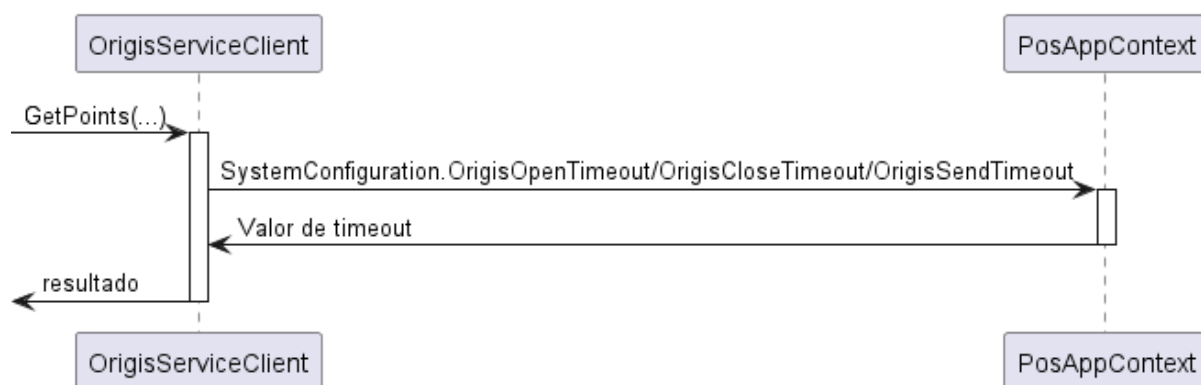 OrigisServiceClient
PosAppContext
GetPoints(...)
SystemConfiguration.OrigisOpenTimeout/OrigisCloseTimeout/OrigisSendTimeout
Valor de timeout
resultado
OrigisServiceClient
PosAppContext